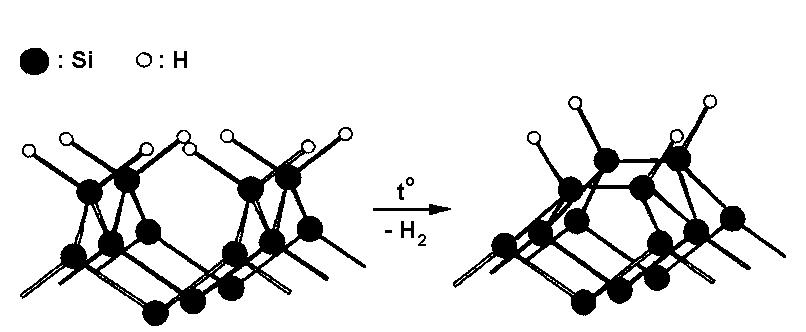 : Si : H
t°
- H₂